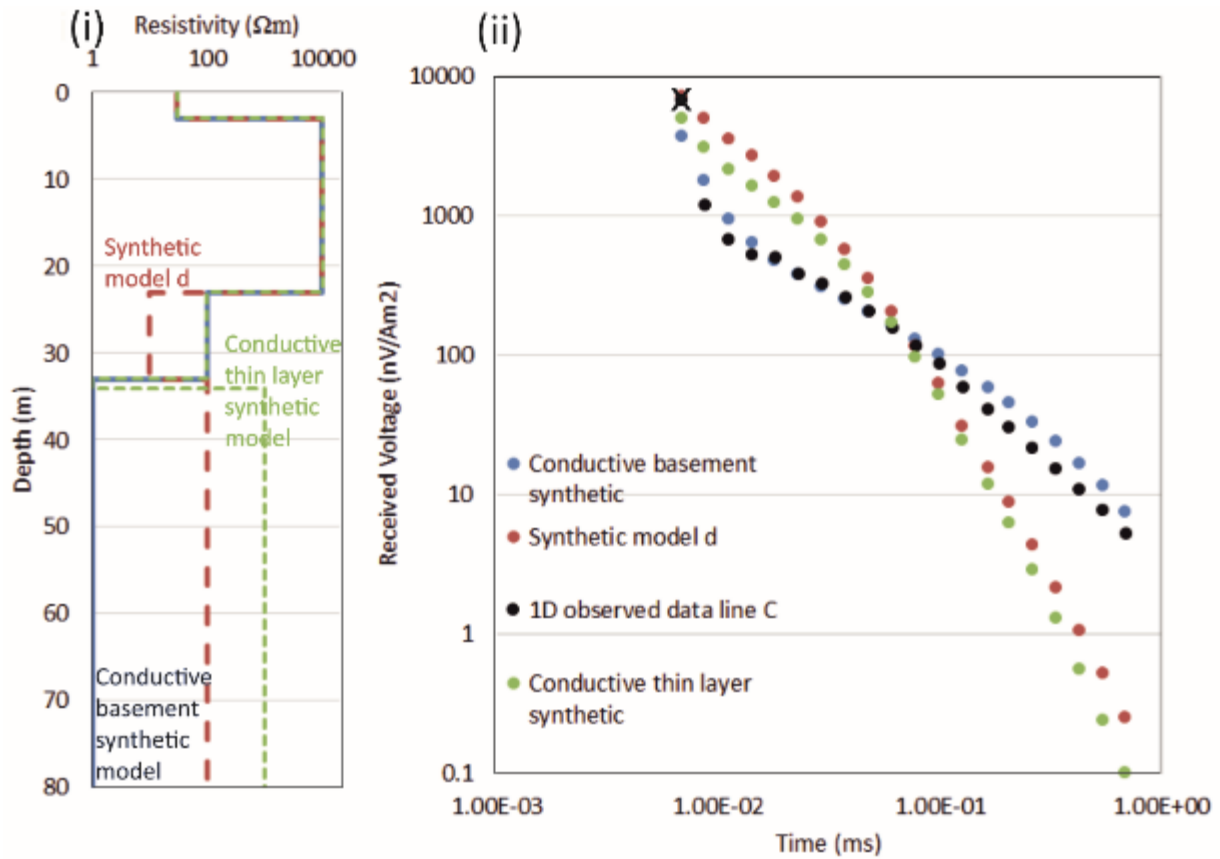 (i)
Resistivity (Ωm)
1 100 10000
0
10
20
30
40
50
60
70
80
Depth (m)
Synthetic
model d
Conductive
thin layer
synthetic
model
Conductive
basement
synthetic
model
(ii)
10000
1000
100
10
1
0.1
Received Voltage (nV/Am2)
Conductive basement
synthetic
Synthetic model d
1D observed data line C
Conductive thin layer
synthetic
1.00E-03 1.00E-02 1.00E-01 1.00E+00
Time (ms)